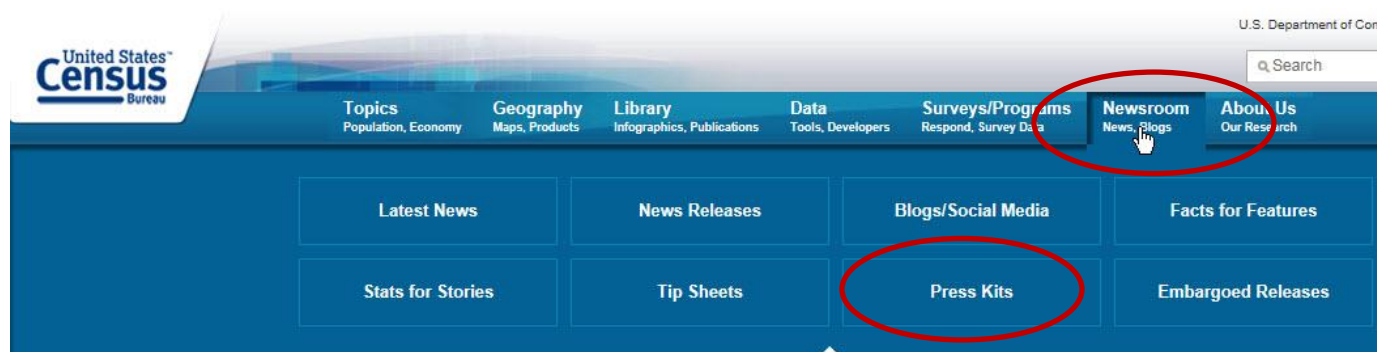 U.S. Department of
United States™
Census
Bureau
Search
Topics Geography Library Data Surveys/Programs Newsroom About Us
Population, Economy Maps, Products Infographics, Publications Tools, Developers Respond, Survey Data News, Blogs Our Research
Latest News News Releases Blogs/Social Media Facts for Features
Stats for Stories Tip Sheets Press Kits Embargoed Releases